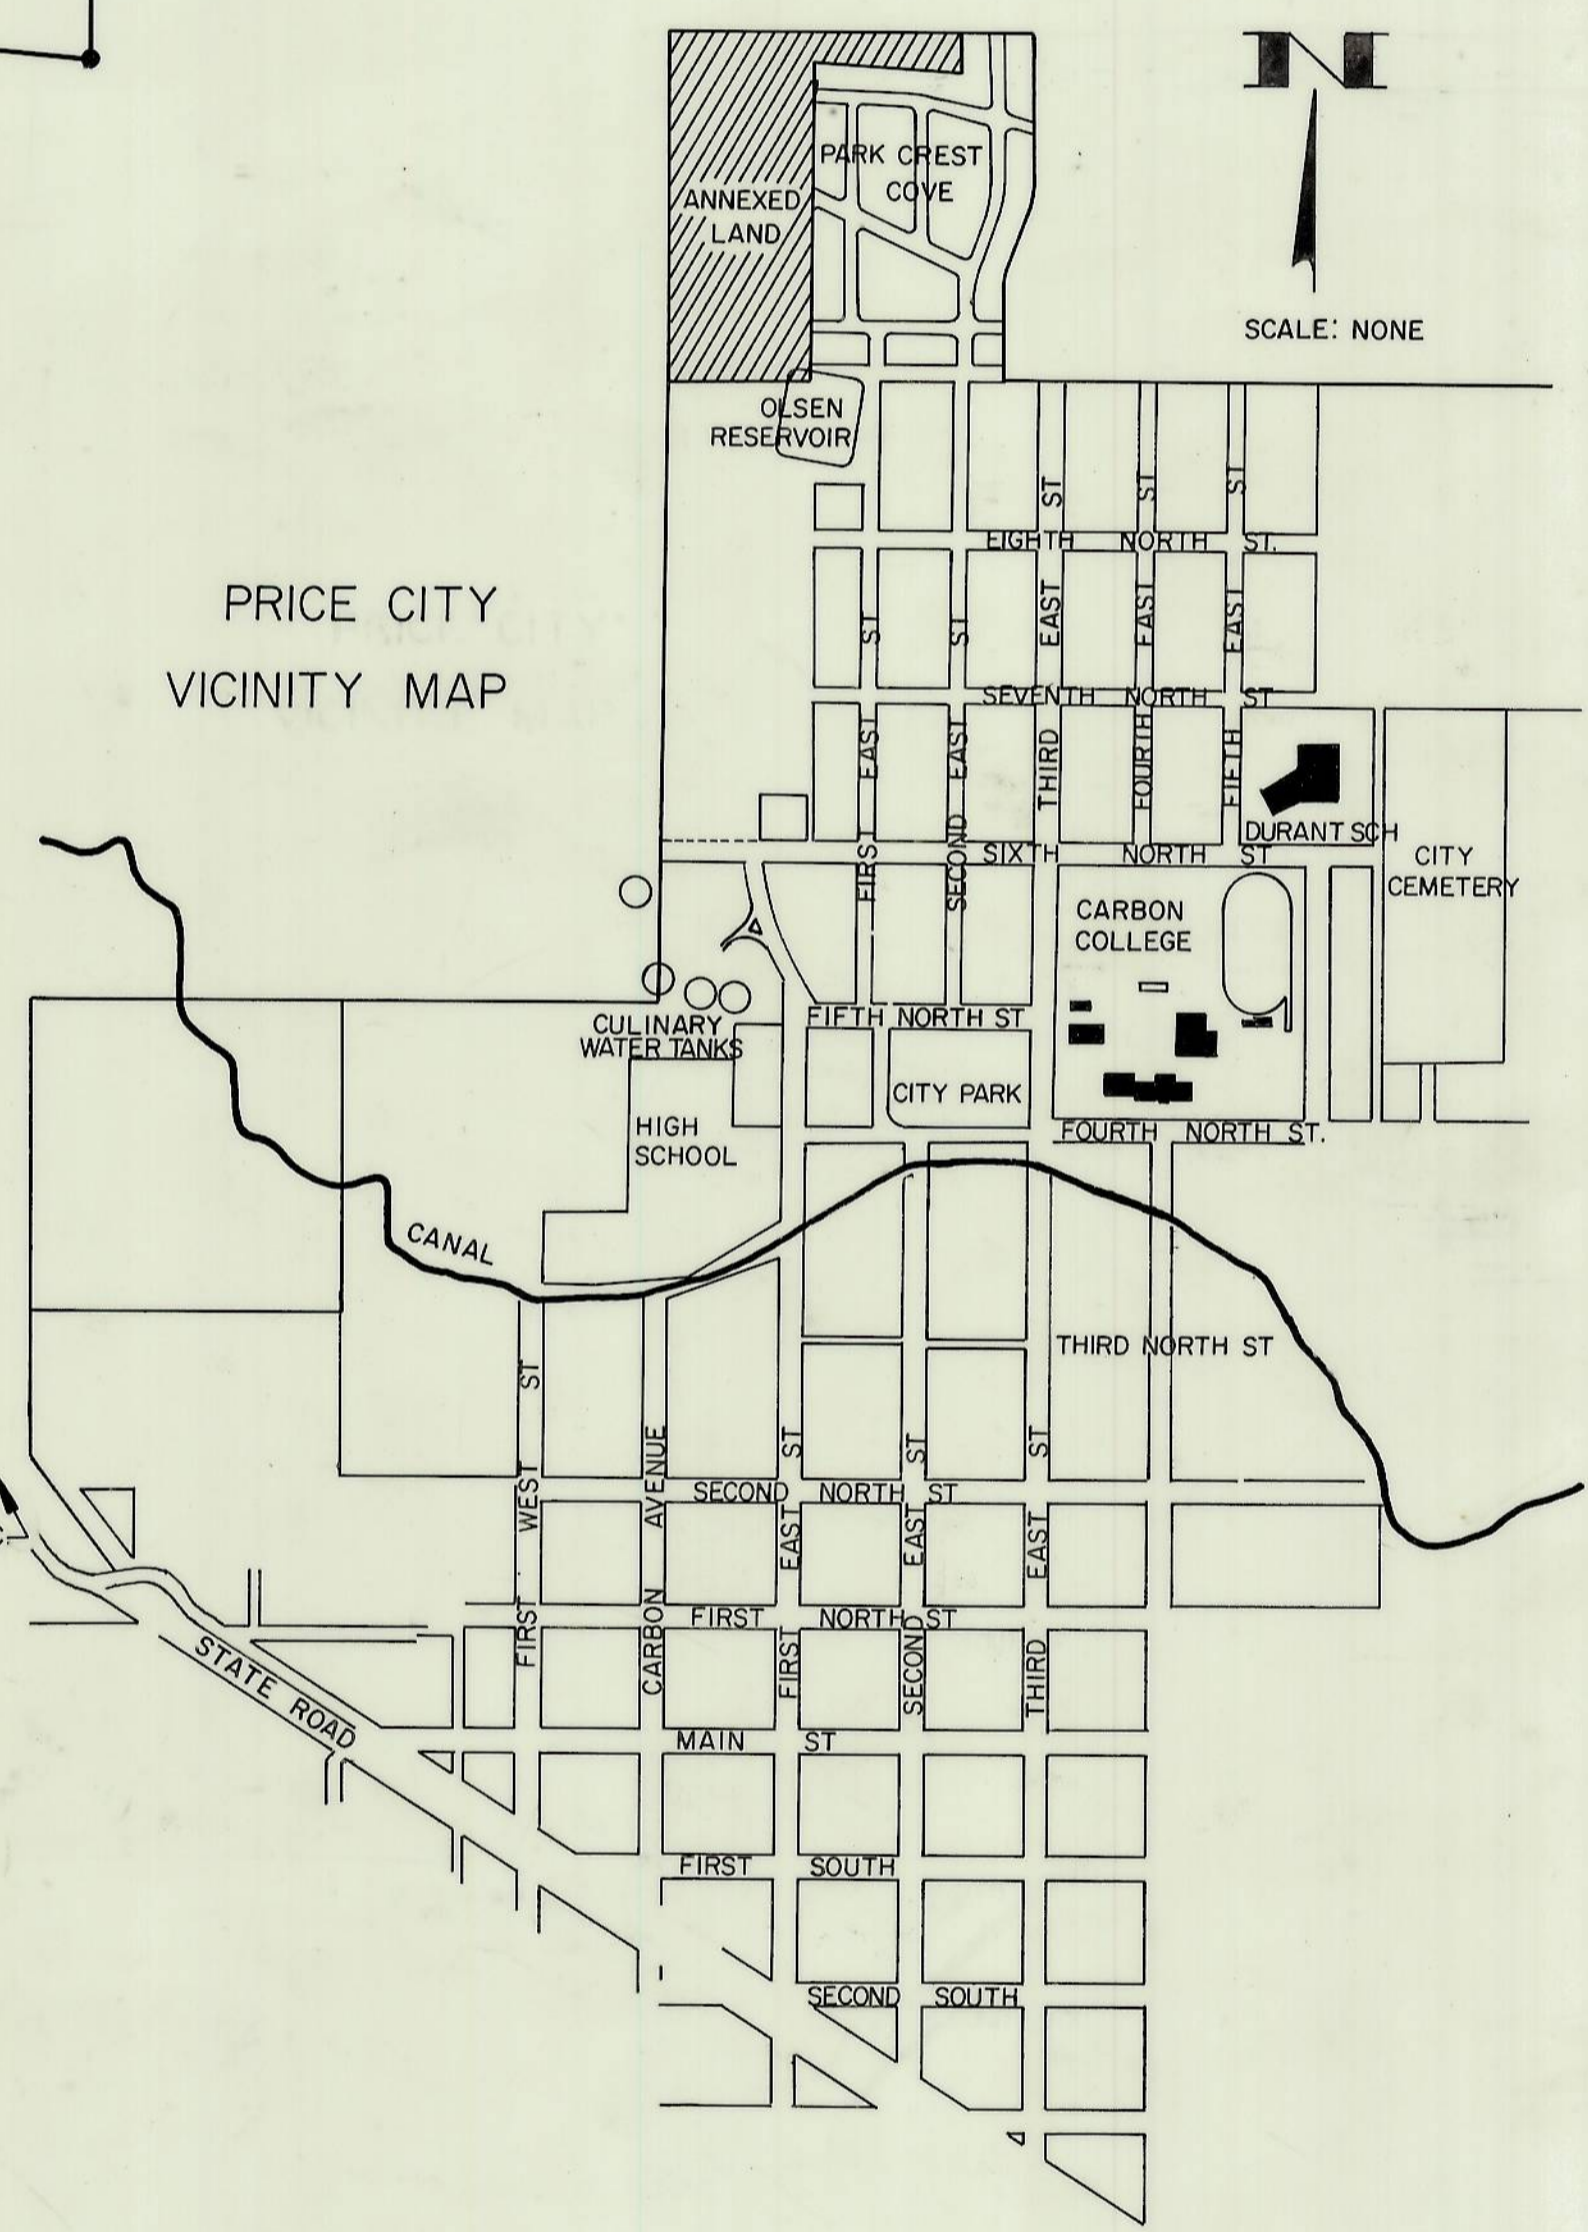 N
PARK CREST
COVE
ANNEXED
LAND
SCALE: NONE
OLSEN
RESERVOIR
ST
ST
ST
EIGHTH NORTH ST.
PRICE CITY
VICINITY MAP
EAST
EAST
EAST
ST
ST
SEVENTH NORTH ST
FIRST EAST
SECOND EAST
THIRD
FOURTH
FIFTH
DURANT SCH
SIXTH NORTH ST
CITY
CEMETERY
CARBON
COLLEGE
FIFTH NORTH ST
CULINARY
WATER TANKS
CITY PARK
HIGH
SCHOOL
FOURTH NORTH ST.
CANAL
THIRD NORTH ST
FIRST WEST ST
CARBON AVENUE
FIRST EAST ST
SECOND EAST ST
THIRD EAST ST
SECOND NORTH ST
FIRST NORTH ST
STATE ROAD
MAIN ST
FIRST SOUTH
SECOND SOUTH